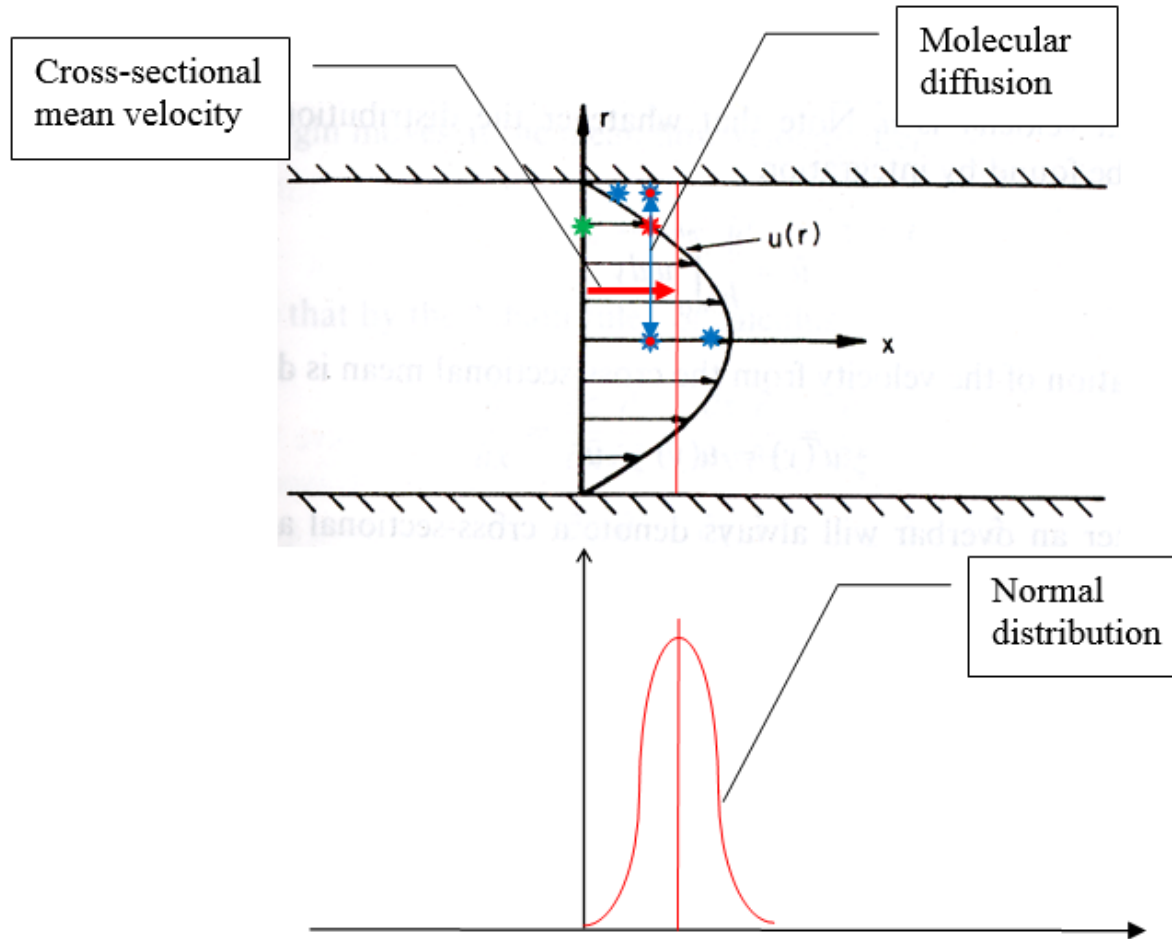 Cross-sectional
mean velocity
Molecular
diffusion
r
u(r)
x
Normal
distribution